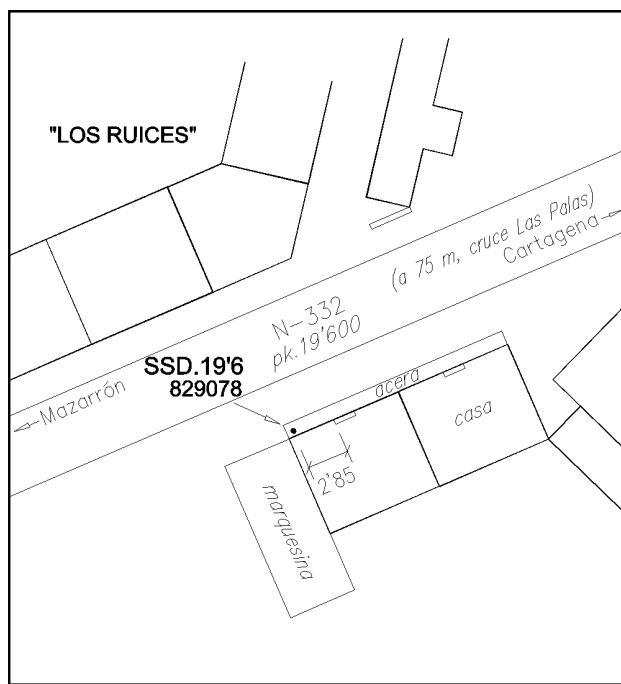 "LOS RUICES"
(a 75 m, cruce Las Palas)
Cartagena
N-332
pk.19'600
SSD.19'6
829078
Mazarrón
acera
casa
2'85
marquesina